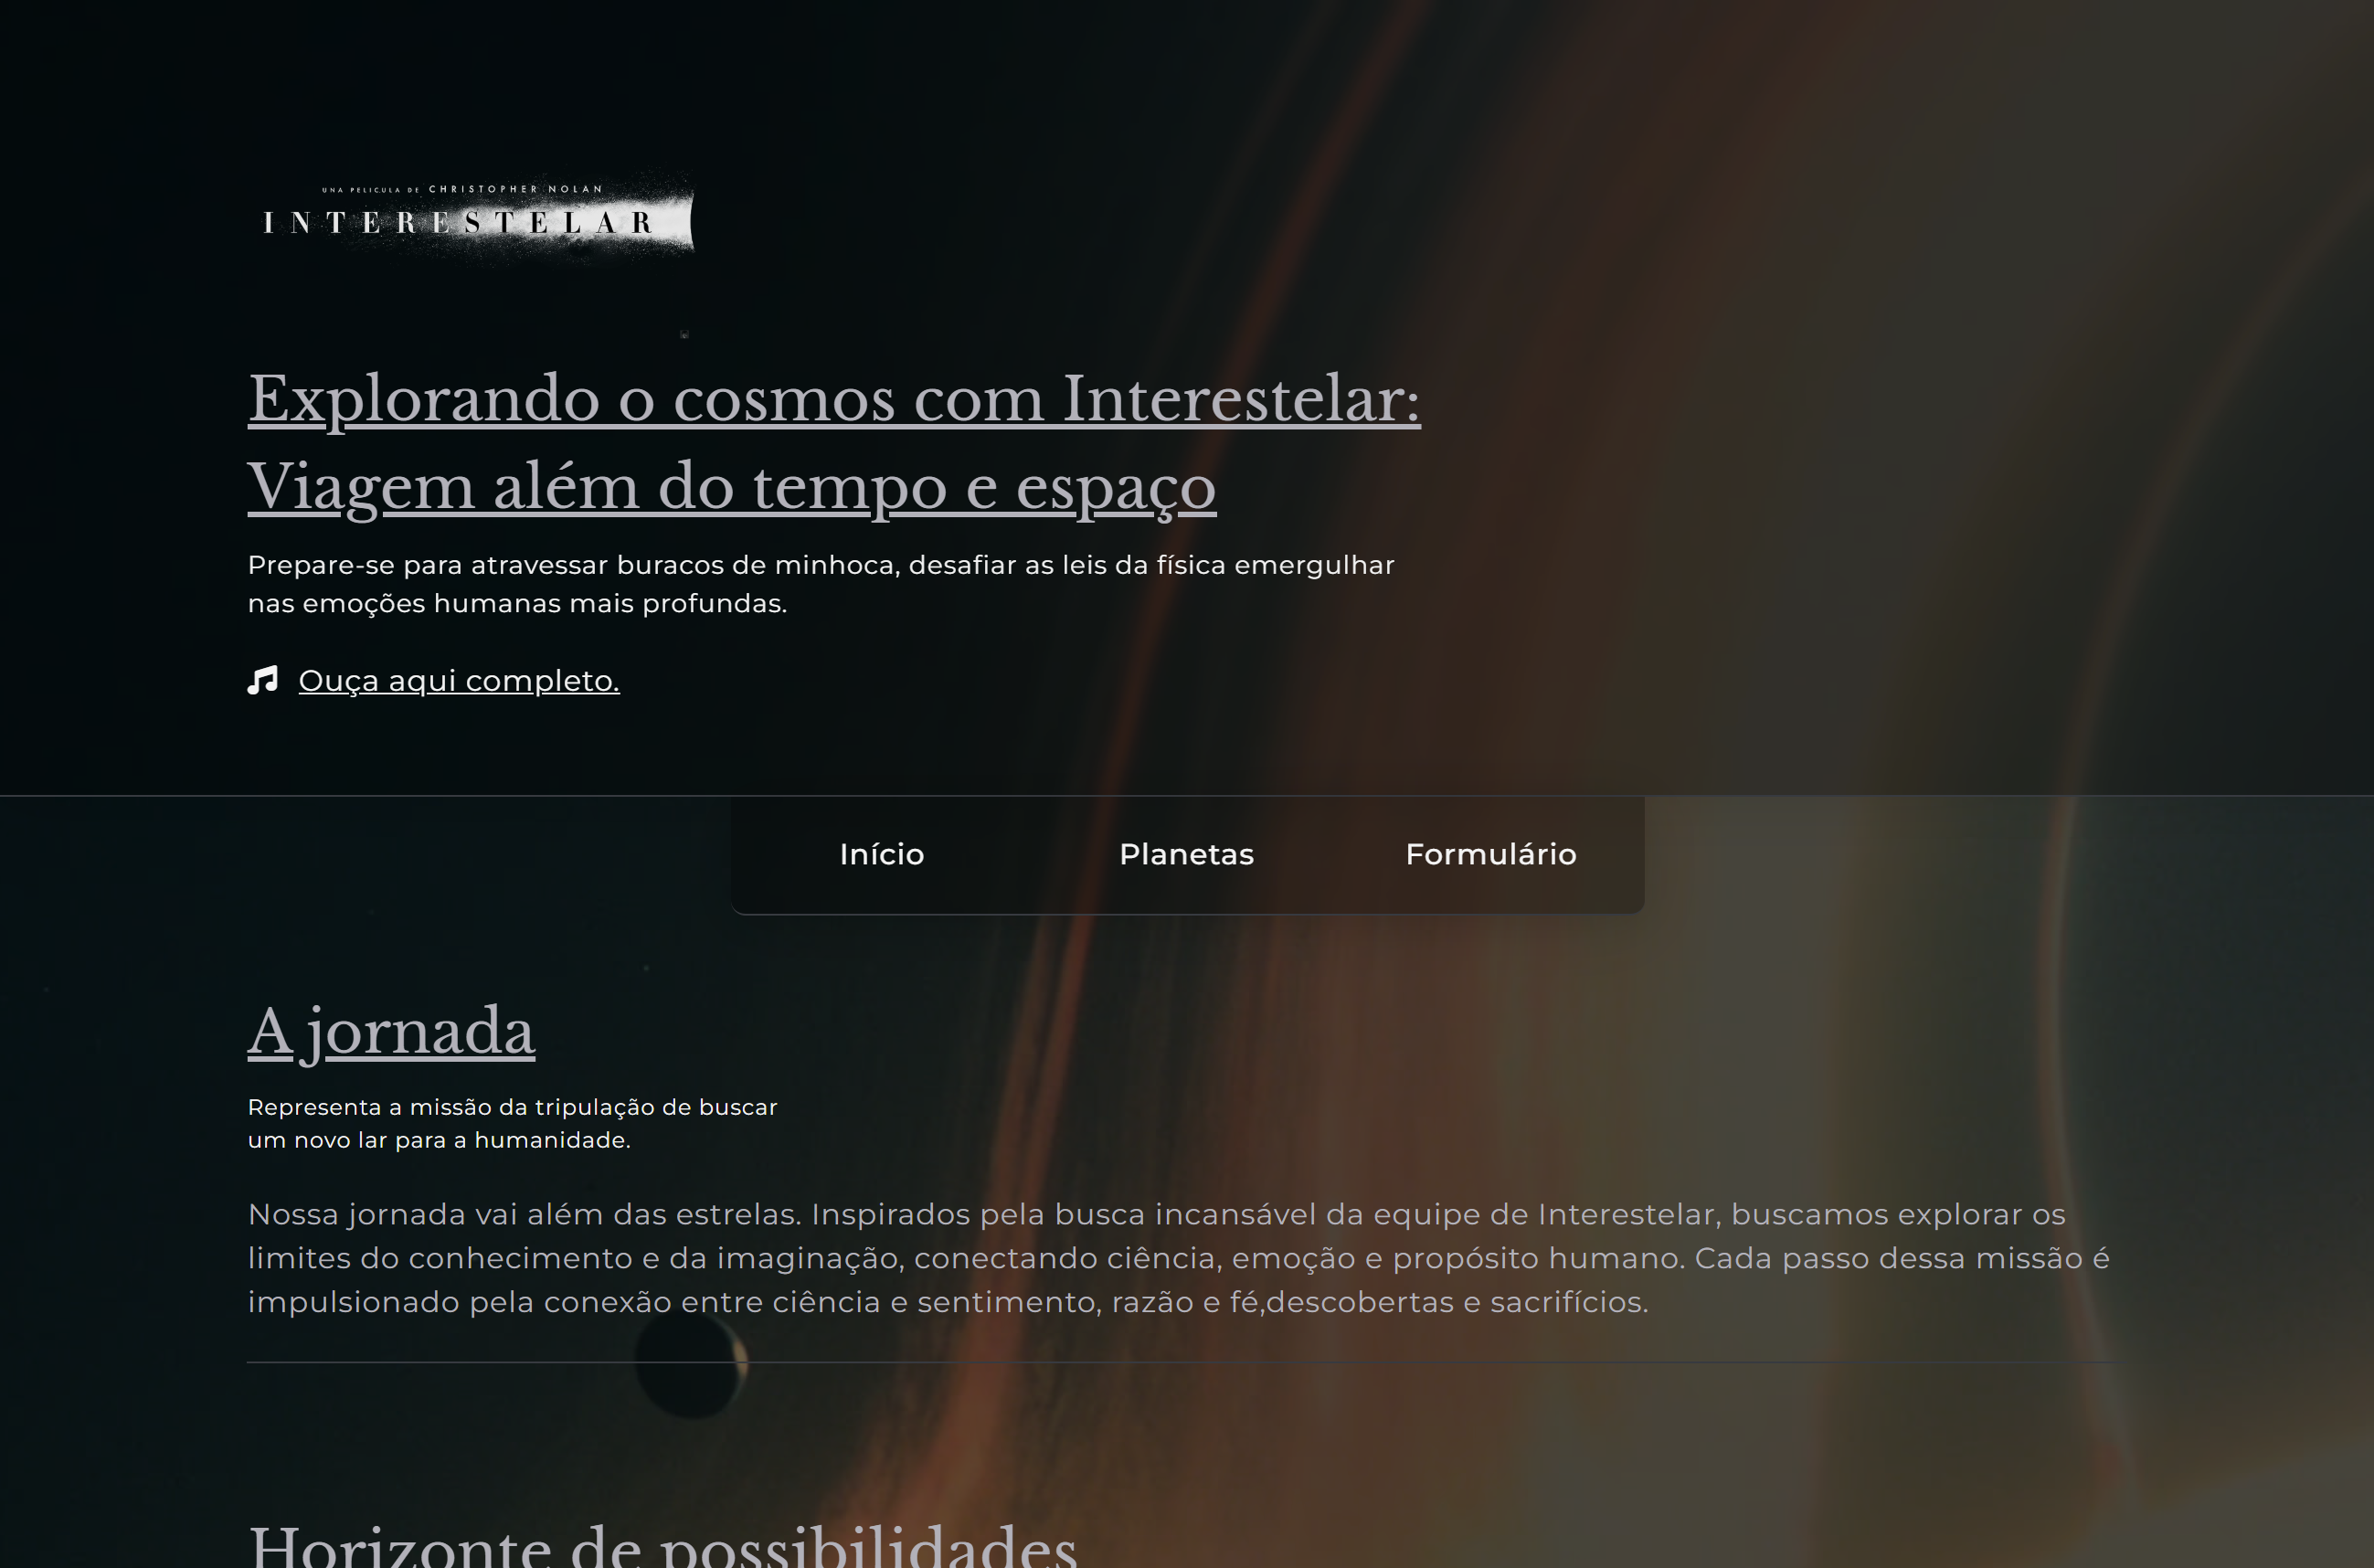 UNA PELICULA DE CHRISTOPHER NOLAN
INTERESTELAR
Explorando o cosmos com Interestelar:
Viagem além do tempo e espaço
Prepare-se para atravessar buracos de minhoca, desafiar as leis da física emergulhar
nas emoções humanas mais profundas.
Ouça aqui completo.
Início
Planetas
Formulário
A jornada
Representa a missão da tripulação de buscar
um novo lar para a humanidade.
Nossa jornada vai além das estrelas. Inspirados pela busca incansável da equipe de Interestelar, buscamos explorar os
limites do conhecimento e da imaginação, conectando ciência, emoção e propósito humano. Cada passo dessa missão é
impulsionado pela conexão entre ciência e sentimento, razão e fé,descobertas e sacrifícios.
Horizonte de possibilidades